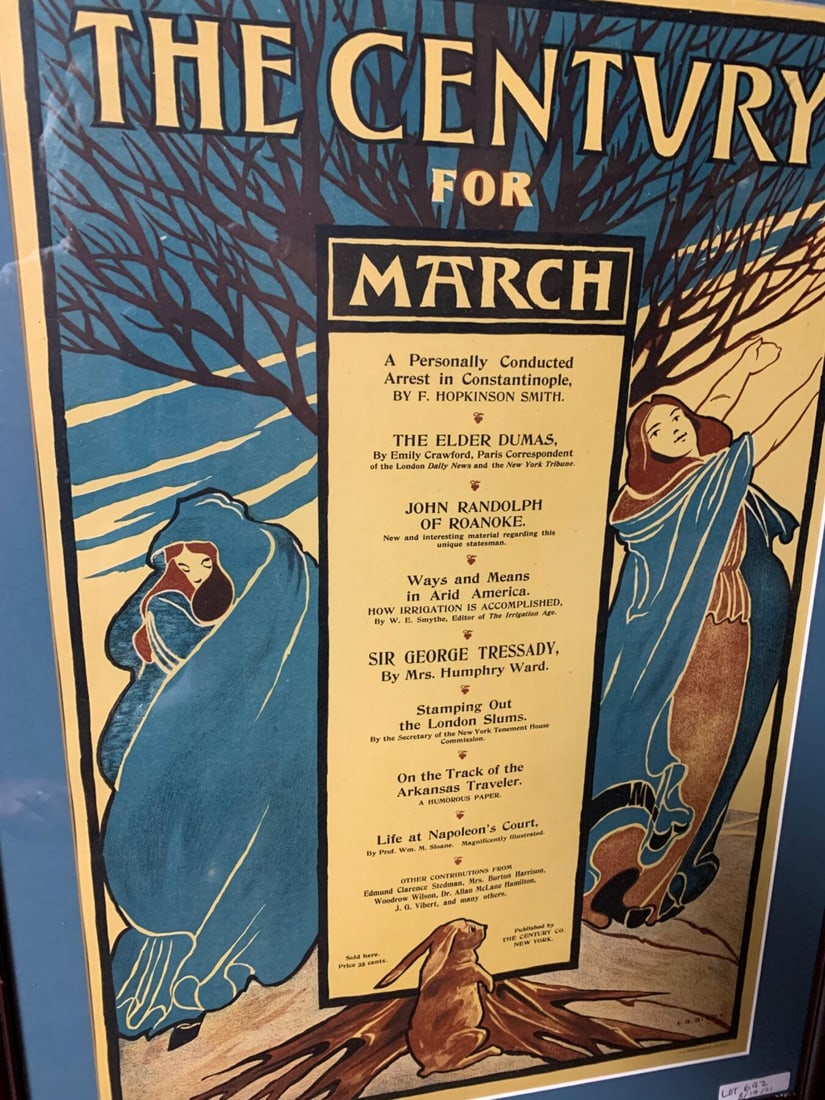 THE CENTURY
FOR
MARCH
A Personally Conducted
Arrest in Constantinople,
BY F. HOPKINSON SMITH.
THE ELDER DUMAS,
By Emily Crawford, Paris Correspondent
of the London Daily News and the New York Tribune.
JOHN RANDOLPH
OF ROANOKE.
New and interesting material regarding this
unique statesman.
Ways and Means
in Arid America.
HOW IRRIGATION IS ACCOMPLISHED,
By W. E. Smythe, Editor of The Irrigation Age.
SIR GEORGE TRESSADY,
By Mrs. Humphry Ward.
Stamping Out
the London Slums.
By the Secretary of the New York Tenement House
Commission.
On the Track of the
Arkansas Traveler.
A HUMOROUS PAPER.
Life at Napoleon's Court,
By Prof. Wm. M. Sloane. Magnificently Illustrated.
OTHER CONTRIBUTIONS FROM
Edmund Clarence Stedman, Mrs. Burton Harrison,
Woodrow Wilson, Dr. Allan McLane Hamilton,
J. G. Vibert, and many others.
Sold here.
Price 35 cents.
Published by
THE CENTURY CO.
NEW YORK.
LOT 692